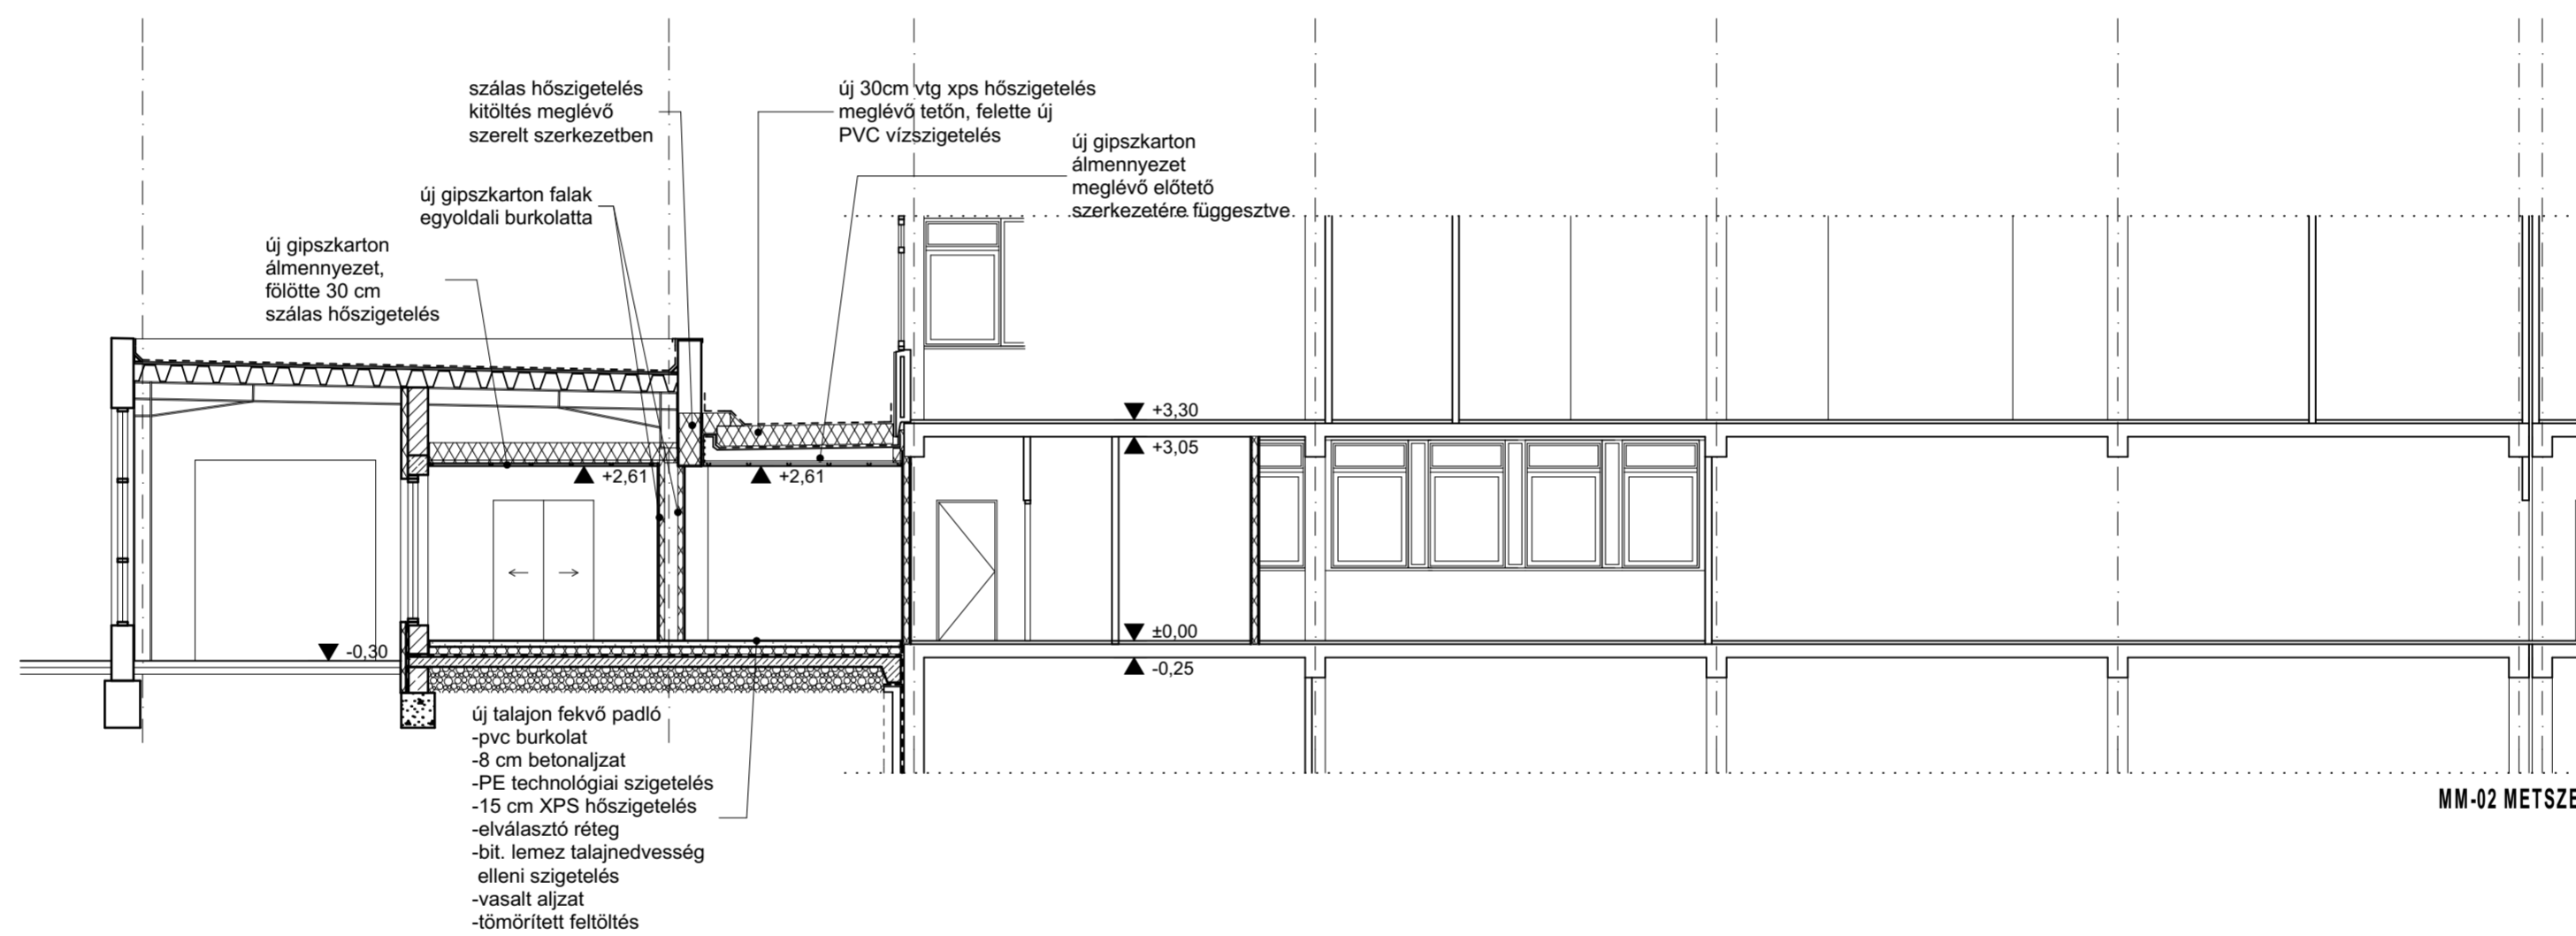 szálas hőszigetelés
kitöltés meglévő
szerelt szerkezetben
új 30cm vtg xps hőszigetelés
meglévő tetőn, felette új
PVC vízszigetelés
új gipszkarton
álmennyezet
meglévő előtető
szerkezetére függesztve
új gipszkarton falak
egyoldali burkolatta
új gipszkarton
álmennyezet,
fölötte 30 cm
szálas hőszigetelés
+3,30
+3,05
+2,61
+2,61
±0,00
-0,30
-0,25
új talajon fekvő padló
-pvc burkolat
-8 cm betonaljzat
-PE technológiai szigetelés
-15 cm XPS hőszigetelés
-elválasztó réteg
-bit. lemez talajnedvesség
elleni szigetelés
-vasalt aljzat
-tömörített feltöltés
MM-02 METSZE